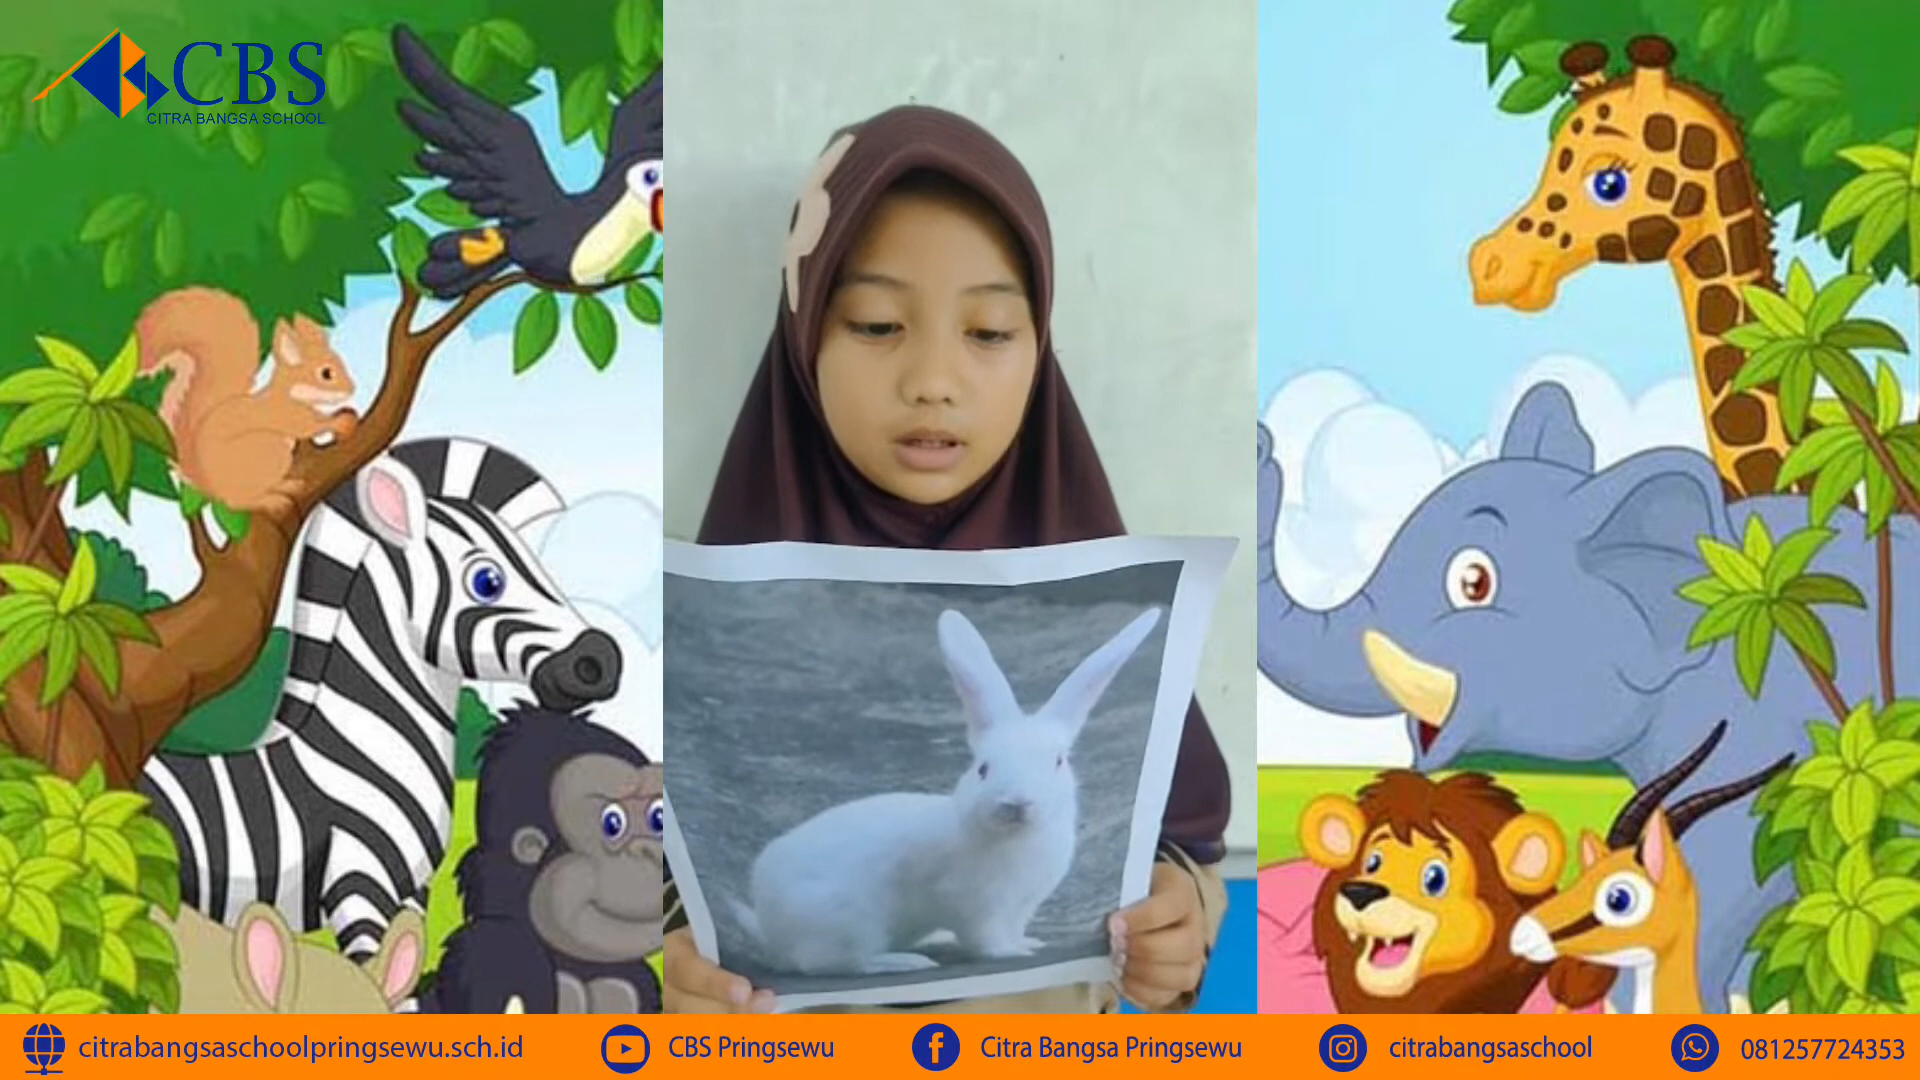 CBS
CITRA BANGSA SCHOOL
citrabangsaschoolpringsewu.sch.id
CBS Pringsewu
Citra Bangsa Pringsewu
citrabangsaschool
081257724353